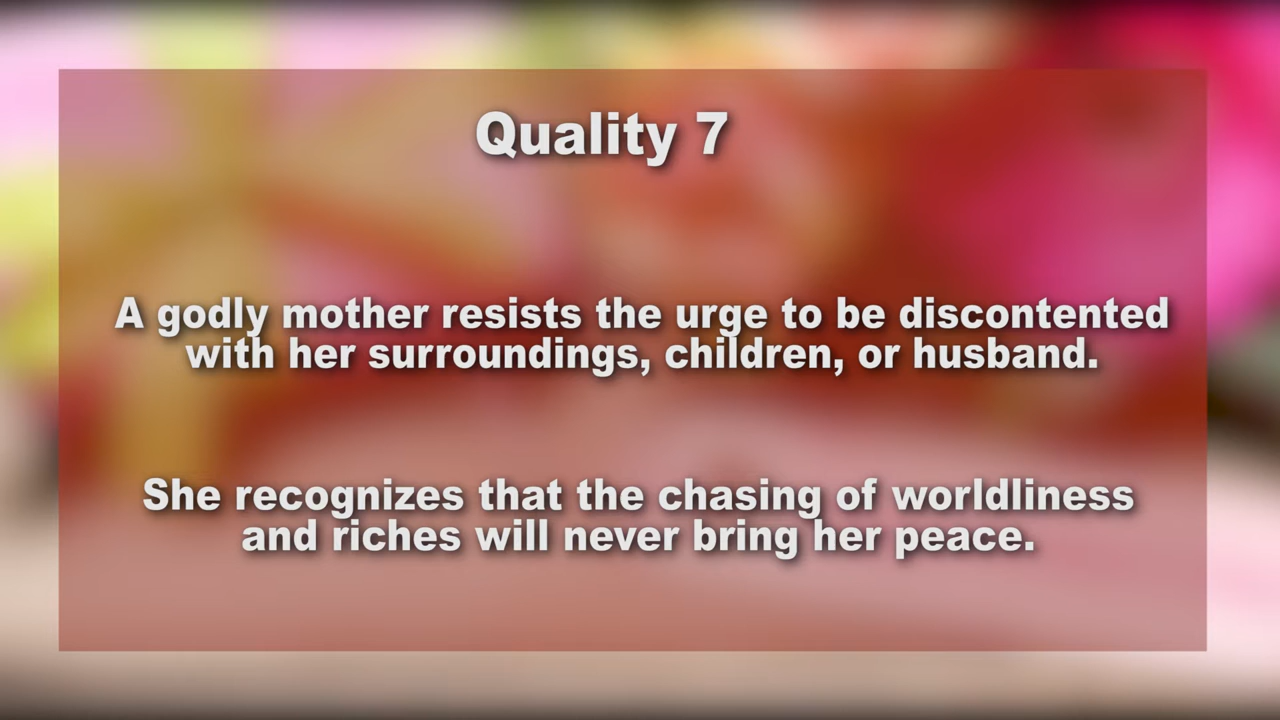 Quality 7
A godly mother resists the urge to be discontented
with her surroundings, children, or husband.
She recognizes that the chasing of worldliness
and riches will never bring her peace.